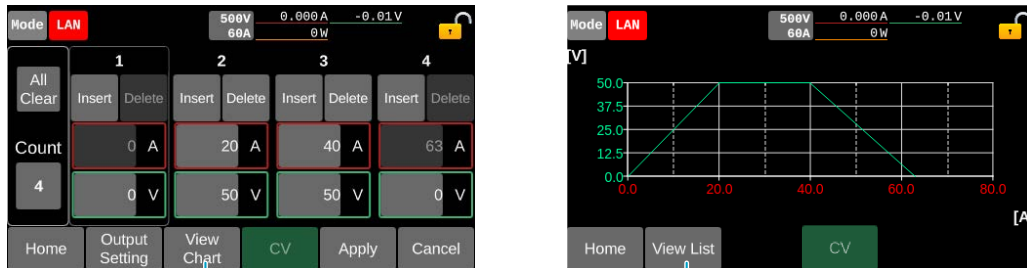 Mode LAN 500V 60A 0.000 A -0.01 V 0 W
1 2 3 4
All Clear Insert Delete Insert Delete Insert Delete Insert Delete
Count 0 A 20 A 40 A 63 A
4 0 V 50 V 50 V 0 V
Home Output Setting View Chart CV Apply Cancel
Mode LAN 500V 60A 0.000 A -0.01 V 0 W
[V]
50.0
37.5
25.0
12.5
0.0
0.0 20.0 40.0 60.0 80.0
Home View List CV